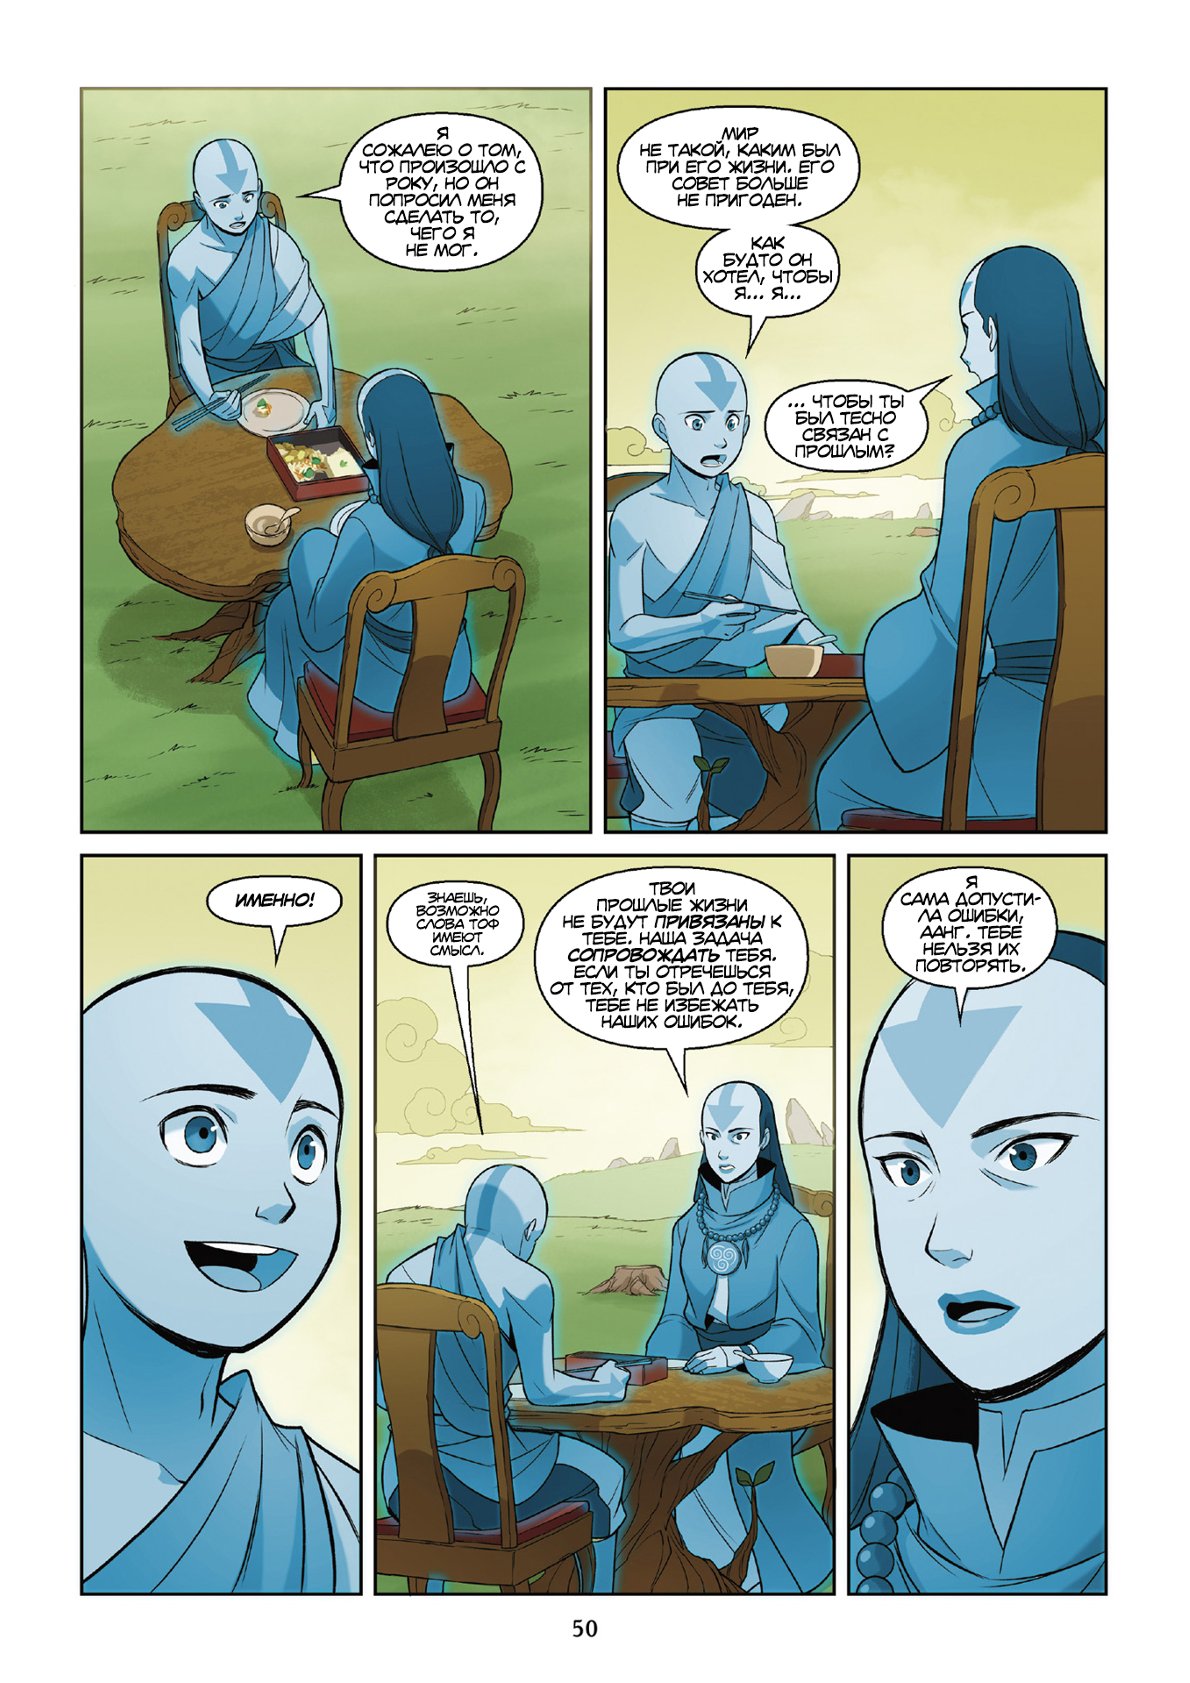 Я
СОЖАЛЕЮ О ТОМ,
ЧТО ПРОИЗОШЛО С
РОКУ, НО ОН
ПОПРОСИЛ МЕНЯ
СДЕЛАТЬ ТО,
ЧЕГО Я
НЕ МОГ.
МИР
НЕ ТАКОЙ, КАКИМ БЫЛ
ПРИ ЕГО ЖИЗНИ. ЕГО
СОВЕТ БОЛЬШЕ
НЕ ПРИГОДЕН.
КАК
БУДТО ОН
ХОТЕЛ, ЧТОБЫ
Я... Я...
... ЧТОБЫ ТЫ
БЫЛ ТЕСНО
СВЯЗАН С
ПРОШЛЫМ?
ИМЕННО!
ЗНАЕШЬ,
ВОЗМОЖНО
СЛОВА ТОФ
ИМЕЮТ
СМЫСЛ.
ТВОИ
ПРОШЛЫЕ ЖИЗНИ
НЕ БУДУТ ПРИВЯЗАНЫ К
ТЕБЕ. НАША ЗАДАЧА
СОПРОВОЖДАТЬ ТЕБЯ.
ЕСЛИ ТЫ ОТРЕЧЕШЬСЯ
ОТ ТЕХ, КТО БЫЛ ДО ТЕБЯ,
ТЕБЕ НЕ ИЗБЕЖАТЬ
НАШИХ ОШИБОК.
Я
САМА ДОПУСТИ-
ЛА ОШИБКИ,
ААНГ. ТЕБЕ
НЕЛЬЗЯ ИХ
ПОВТОРЯТЬ.
50